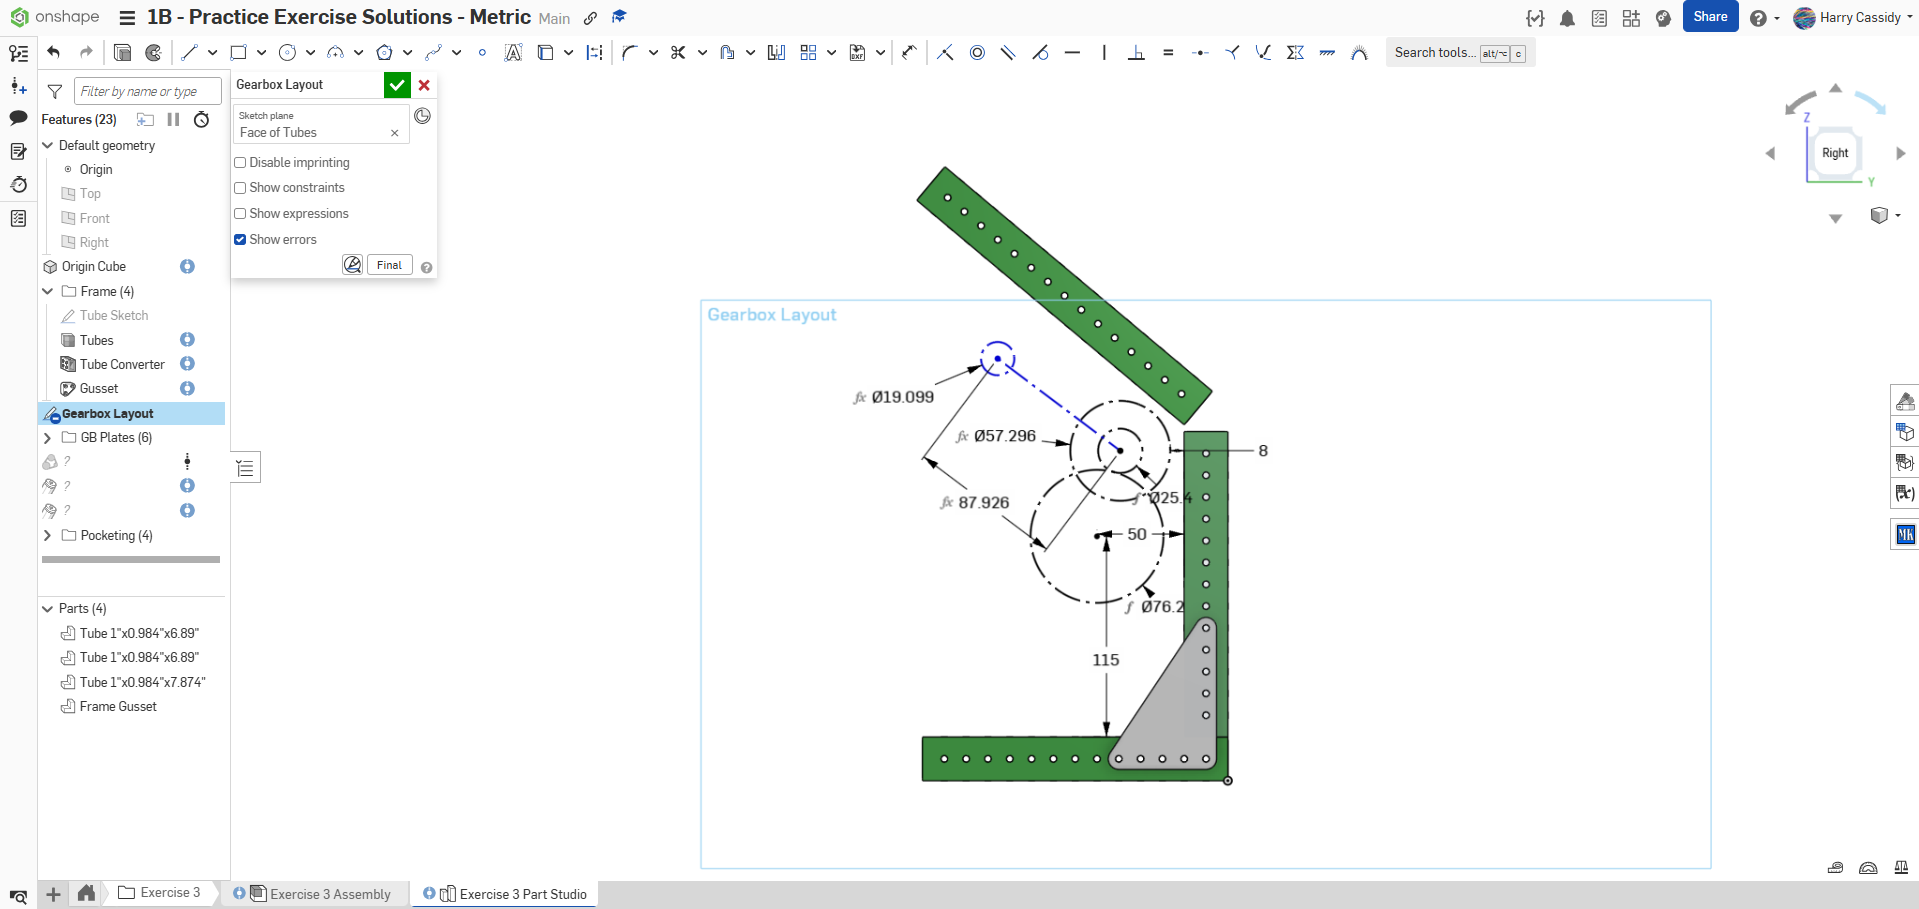 onshape
1B - Practice Exercise Solutions - Metric Main
Share
Harry Cassidy
Search tools... alt/⌥ c
Filter by name or type
Features (23)
Default geometry
Origin
Top
Front
Right
Origin Cube
Frame (4)
Tube Sketch
Tubes
Tube Converter
Gusset
Gearbox Layout
GB Plates (6)
?
?
?
Pocketing (4)
Parts (4)
Tube 1"x0.984"x6.89"
Tube 1"x0.984"x6.89"
Tube 1"x0.984"x7.874"
Frame Gusset
Gearbox Layout
Sketch plane
Face of Tubes
Disable imprinting
Show constraints
Show expressions
Show errors
Final
Gearbox Layout
fx Ø19.099
fx Ø57.296
8
fx 87.926
f Ø25.4
50
f Ø76.2
115
Z
Right
Y
DXF
(x)
MK
Exercise 3
Exercise 3 Assembly
Exercise 3 Part Studio